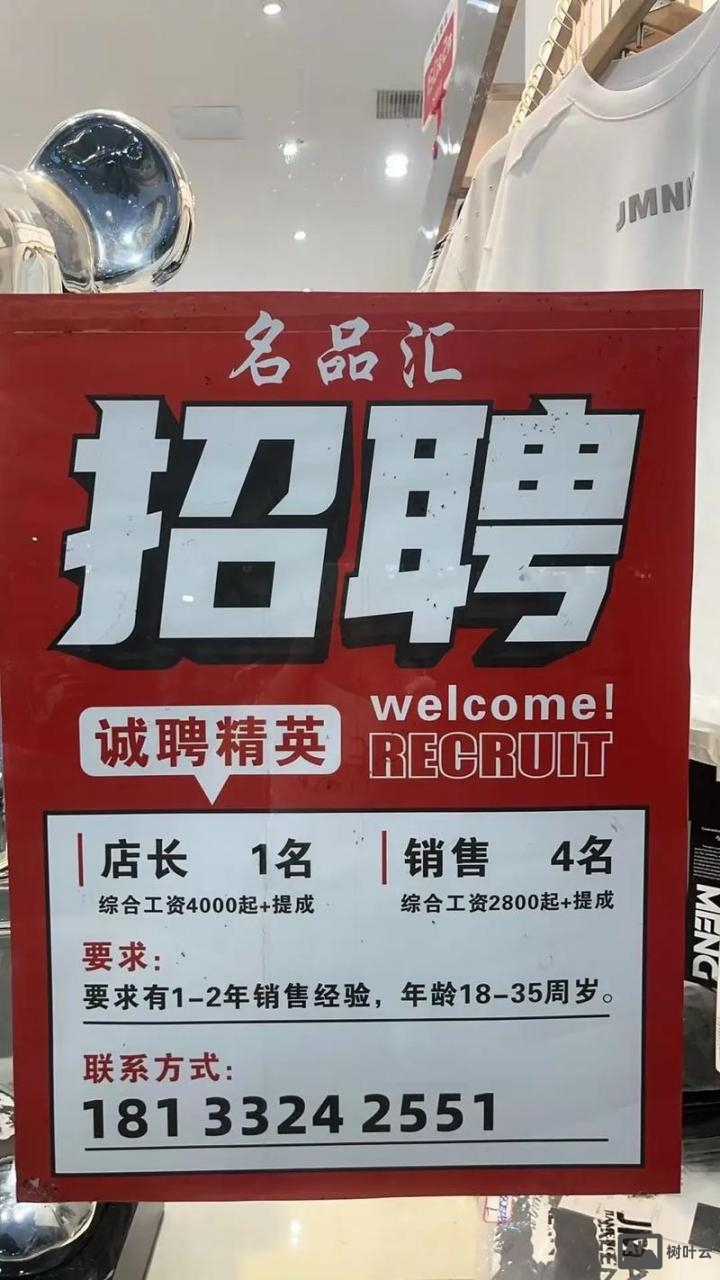 JMN
名品汇
招聘
诚聘精英
welcome!
RECRUIT
店长 1名
综合工资4000起+提成
销售 4名
综合工资2800起+提成
要求:
要求有1-2年销售经验，年龄18-35周岁。
联系方式:
181 3324 2551
MENG
树叶云